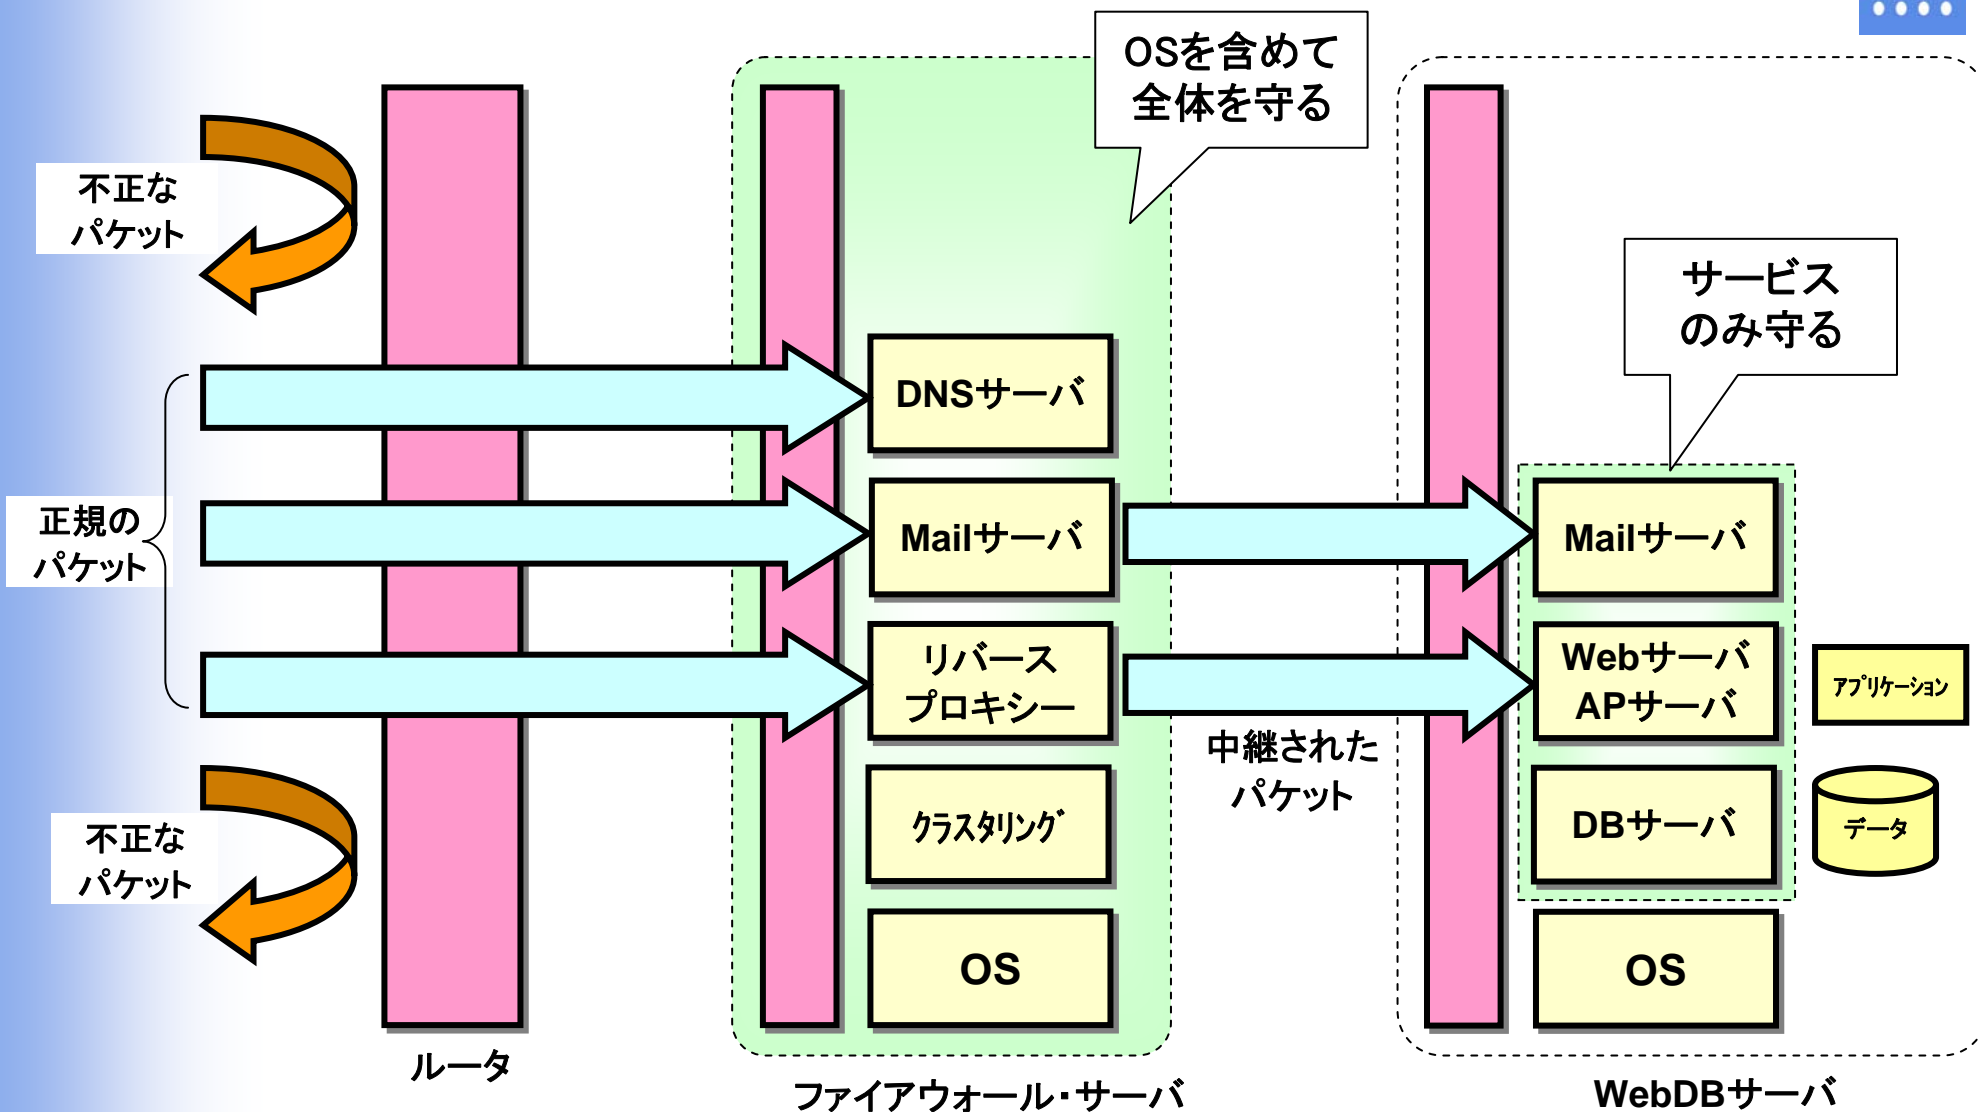 OSを含めて
全体を守る
不正な
パケット
サービス
のみ守る
DNSサーバ
正規の
パケット
Mailサーバ
Mailサーバ
リバース
プロキシー
Webサーバ
APサーバ
アプリケーション
中継された
パケット
不正な
パケット
クラスタリング
DBサーバ
データ
OS
OS
ルータ
ファイアウォール・サーバ
WebDBサーバ